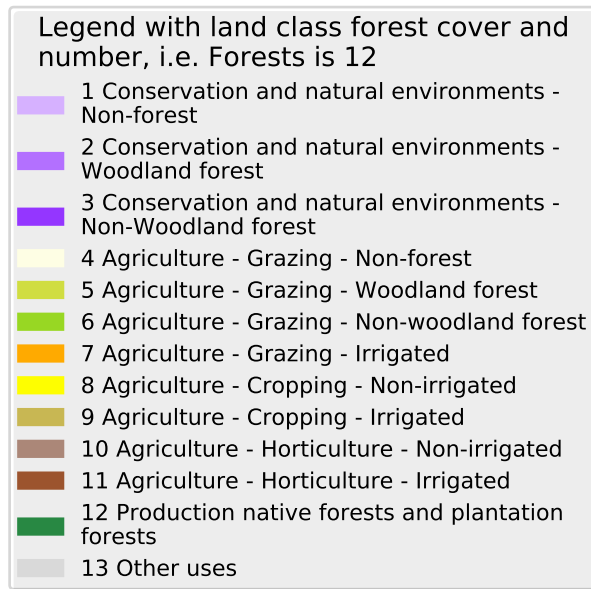 Legend with land class forest cover and
number, i.e. Forests is 12
1 Conservation and natural environments -
Non-forest
2 Conservation and natural environments -
Woodland forest
3 Conservation and natural environments -
Non-Woodland forest
4 Agriculture - Grazing - Non-forest
5 Agriculture - Grazing - Woodland forest
6 Agriculture - Grazing - Non-woodland forest
7 Agriculture - Grazing - Irrigated
8 Agriculture - Cropping - Non-irrigated
9 Agriculture - Cropping - Irrigated
10 Agriculture - Horticulture - Non-irrigated
11 Agriculture - Horticulture - Irrigated
12 Production native forests and plantation
forests
13 Other uses